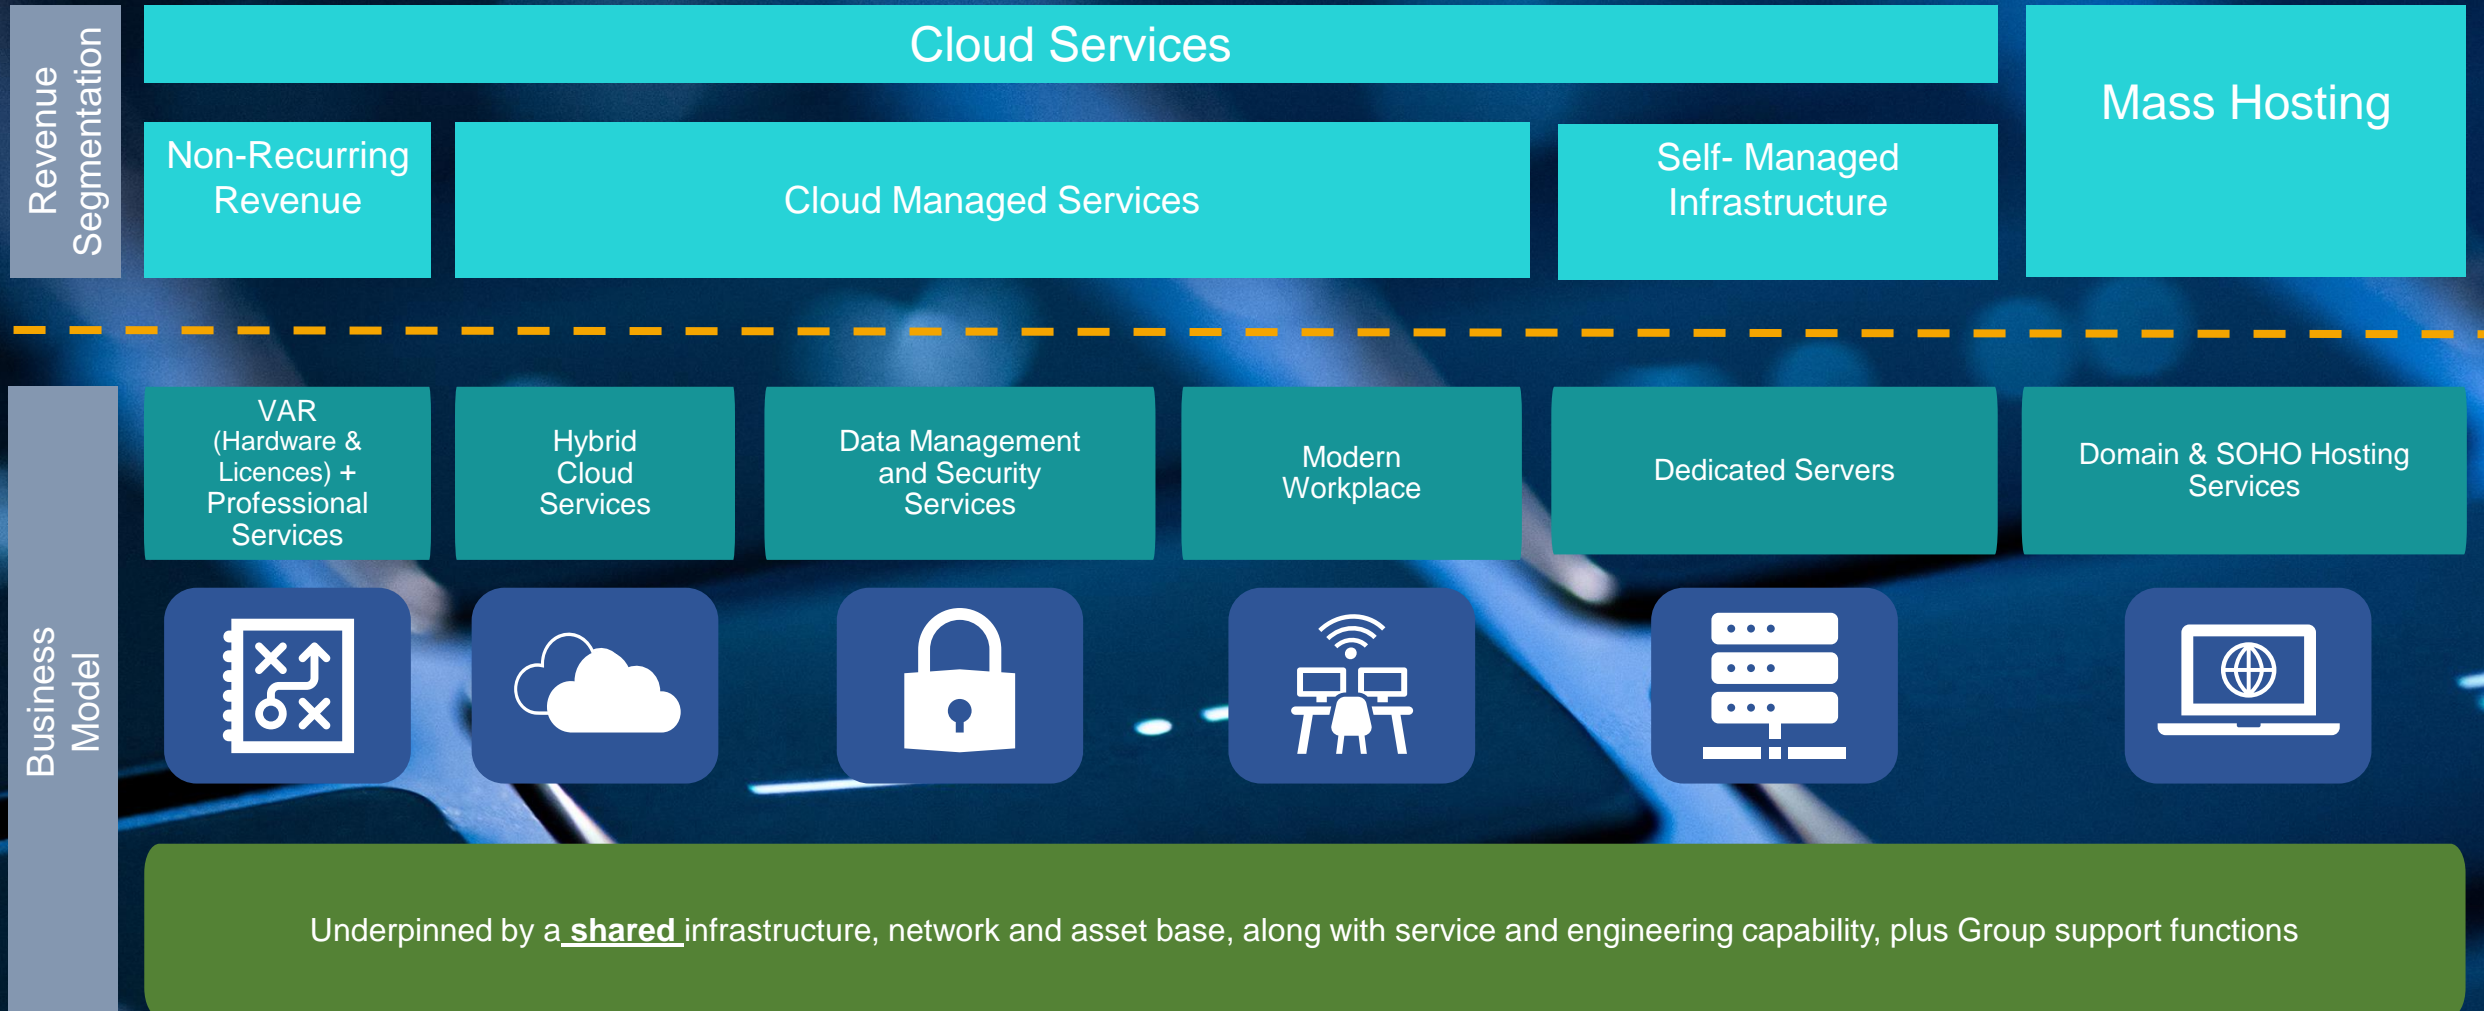 Revenue
Segmentation
Cloud Services
Mass Hosting
Non-Recurring
Revenue
Cloud Managed Services
Self- Managed
Infrastructure
Business
Model
VAR
(Hardware &
Licences) +
Professional
Services
Hybrid
Cloud
Services
Data Management
and Security
Services
Modern
Workplace
Dedicated Servers
Domain & SOHO Hosting
Services
Underpinned by a shared infrastructure, network and asset base, along with service and engineering capability, plus Group support functions